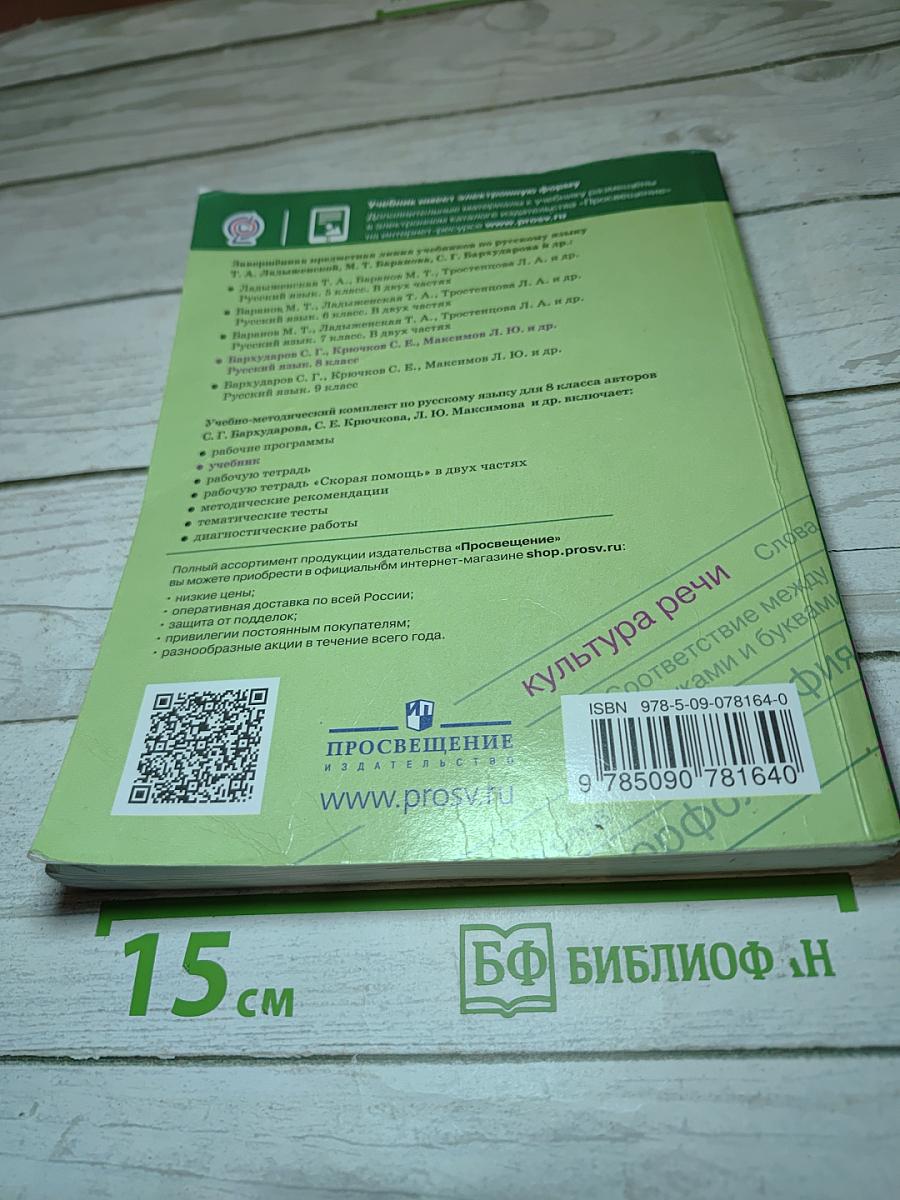 Учебник имеет электронную форму
Дополнительные материалы к учебнику размещены
в электронном каталоге издательства «Просвещение»
на интернет-ресурсе www.prosv.ru
Завершённая предметная линия учебников по русскому языку
Т. А. Ладыженской, М. Т. Баранова, С. Г. Бархударова и др.:
• Ладыженская Т. А., Баранов М. Т., Тростенцова Л. А. и др.
Русский язык. 5 класс. В двух частях
• Баранов М. Т., Ладыженская Т. А., Тростенцова Л. А. и др.
Русский язык. 6 класс. В двух частях
• Баранов М. Т., Ладыженская Т. А., Тростенцова Л. А. и др.
Русский язык. 7 класс. В двух частях
• Бархударов С. Г., Крючков С. Е., Максимов Л. Ю. и др.
Русский язык. 8 класс
• Бархударов С. Г., Крючков С. Е., Максимов Л. Ю. и др.
Русский язык. 9 класс
Учебно-методический комплект по русскому языку для 8 класса авторов
С. Г. Бархударова, С. Е. Крючкова, Л. Ю. Максимова и др. включает:
• рабочие программы
• учебник
• рабочую тетрадь
• рабочую тетрадь «Скорая помощь» в двух частях
• методические рекомендации
• тематические тесты
• диагностические работы
Полный ассортимент продукции издательства «Просвещение»
вы можете приобрести в официальном интернет-магазине shop.prosv.ru:
• низкие цены;
• оперативная доставка по всей России;
• защита от подделок;
• привилегии постоянным покупателям;
• разнообразные акции в течение всего года.
Слова
культура речи
Соответствие между
ками и буквами
фия
орфо
ПРОСВЕЩЕНИЕ
ИЗДАТЕЛЬСТВО
www.prosv.ru
ISBN 978-5-09-078164-0
9 785090 781640
15 см
БФ БИБЛИОФ АН